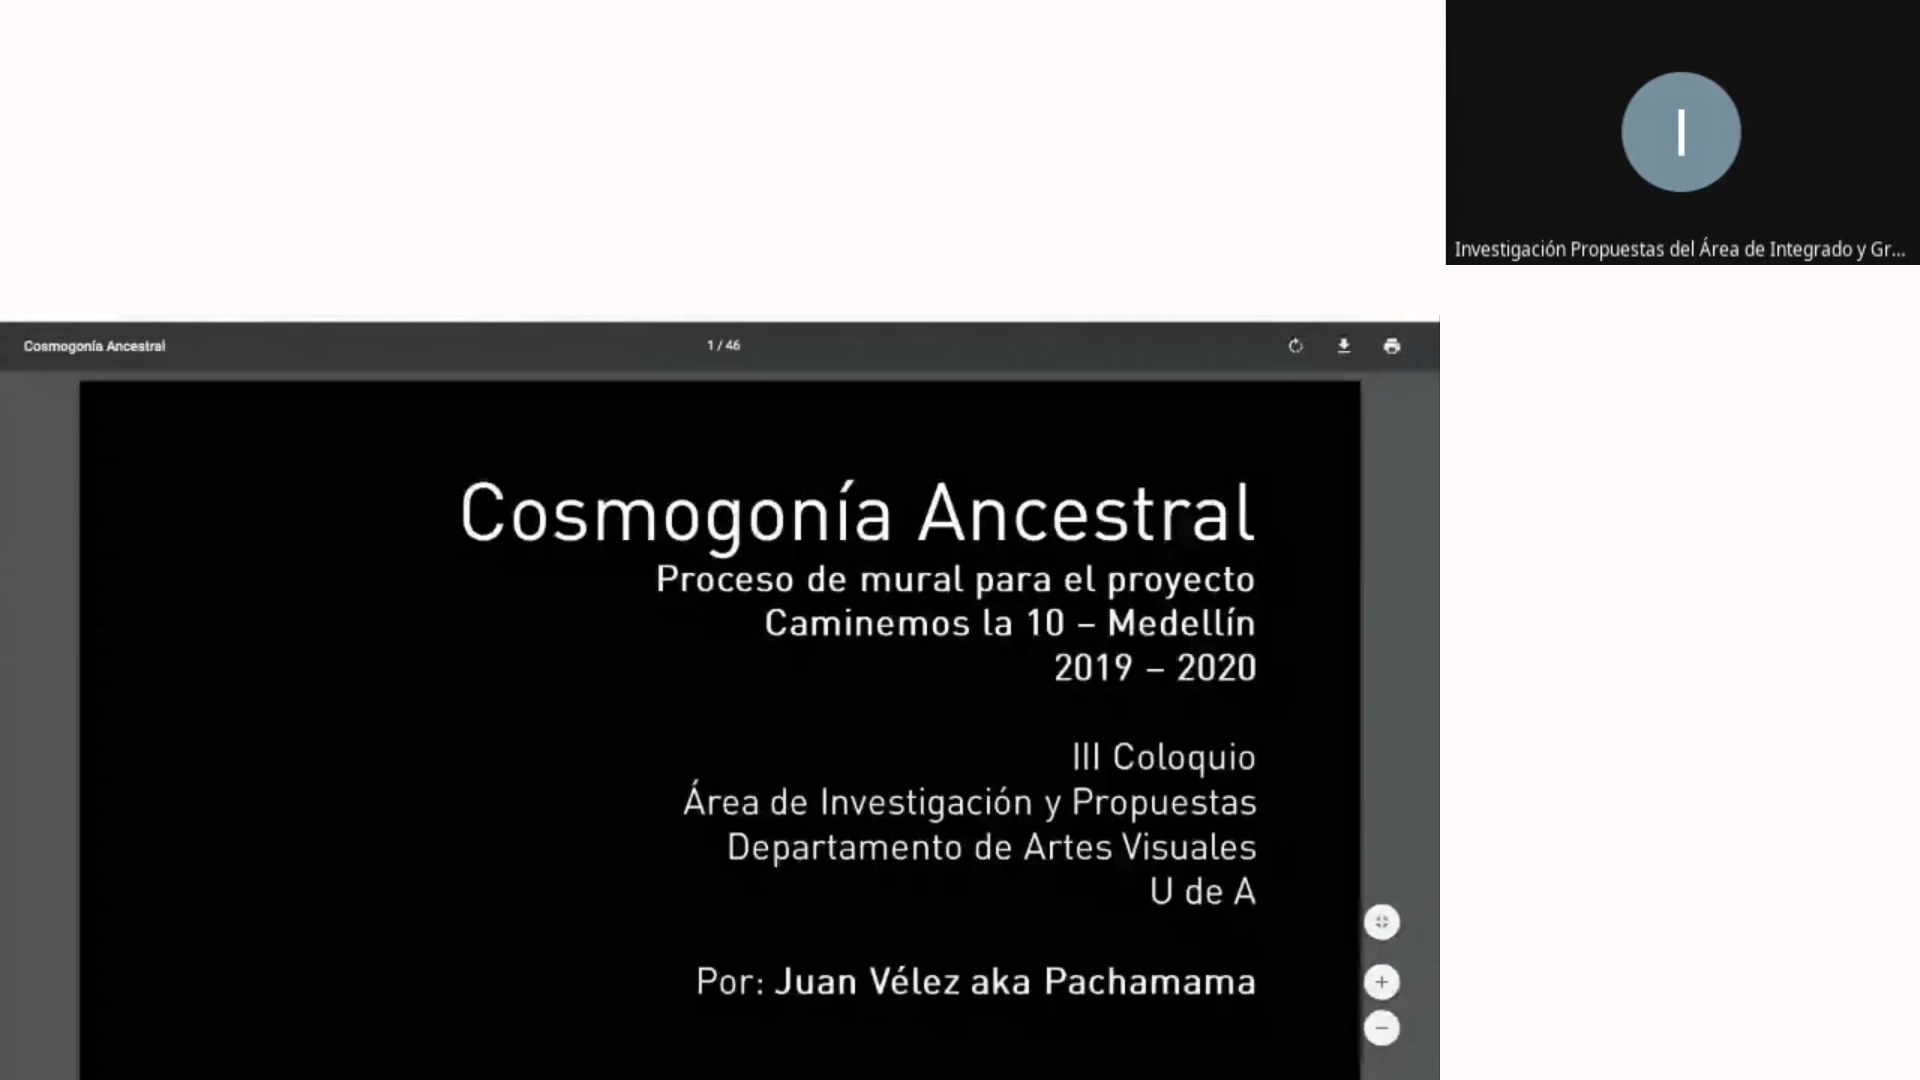 I
Investigación Propuestas del Área de Integrado y Gr...
Cosmogonía Ancestral
1 / 46
Cosmogonía Ancestral
Proceso de mural para el proyecto
Caminemos la 10 – Medellín
2019 – 2020
III Coloquio
Área de Investigación y Propuestas
Departamento de Artes Visuales
U de A
Por: Juan Vélez aka Pachamama